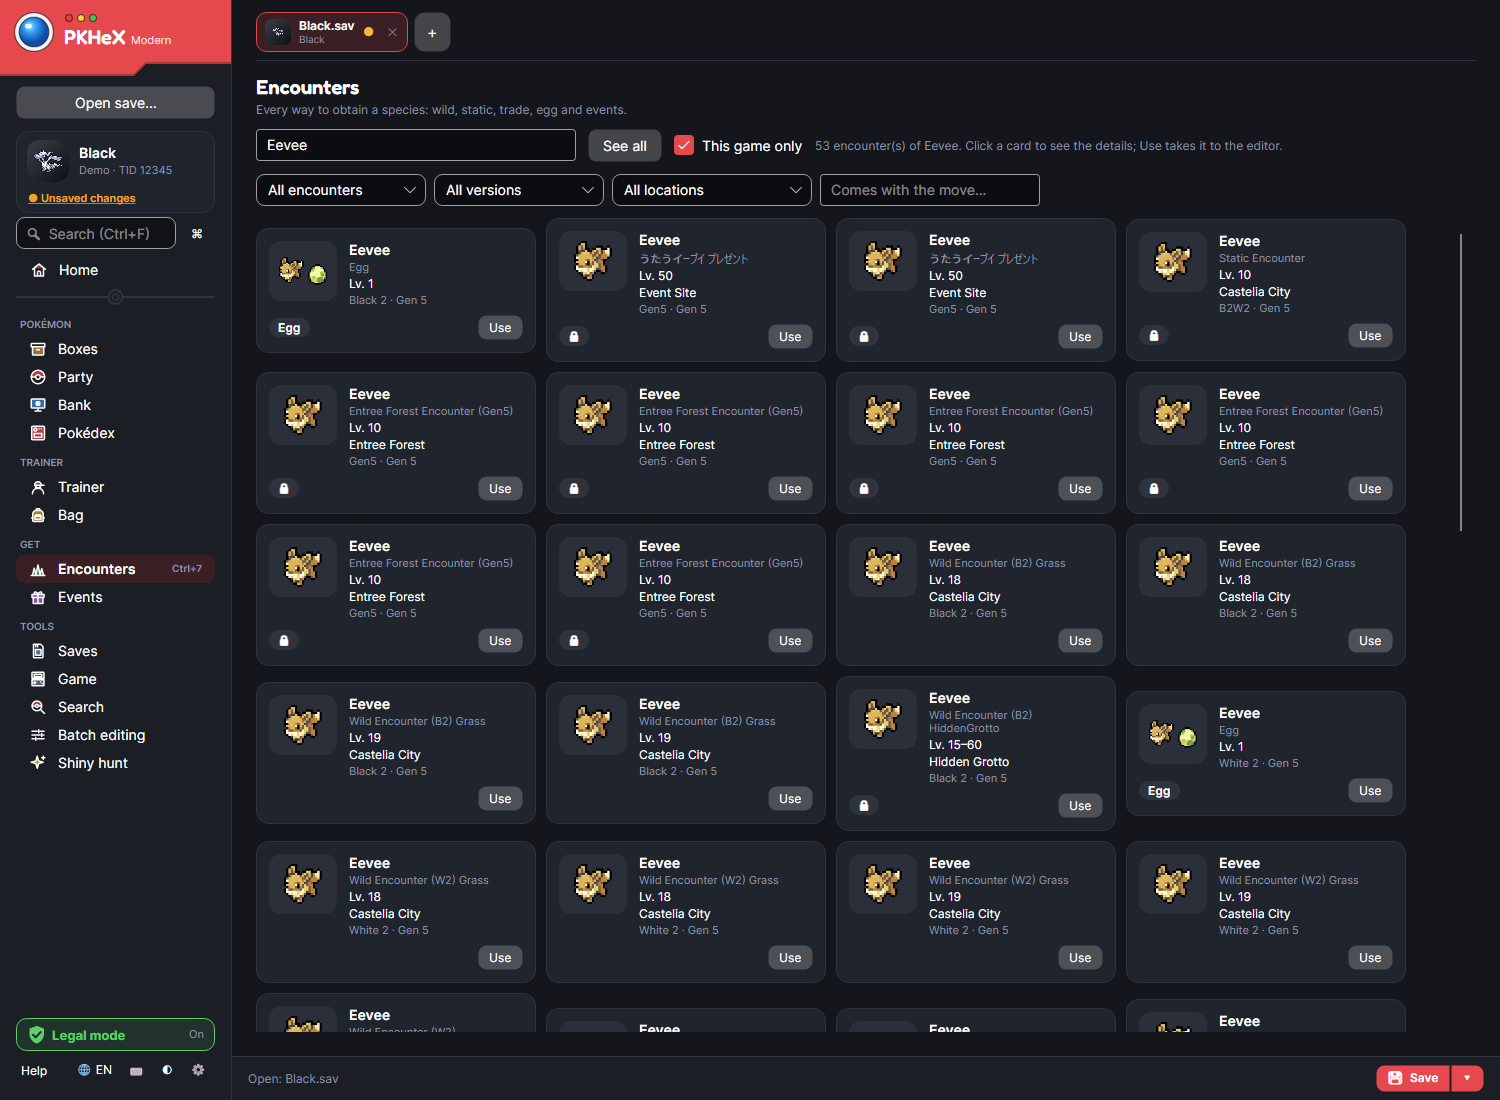 PKHeX Modern
Open save...
Black
Demo · TID 12345
Unsaved changes
Search (Ctrl+F)
⌘
Home
POKÉMON
Boxes
Party
Bank
Pokédex
TRAINER
Trainer
Bag
GET
Encounters Ctrl+7
Events
TOOLS
Saves
Game
Search
Batch editing
Shiny hunt
Legal mode On
Help EN
Black.sav
Black
+
Encounters
Every way to obtain a species: wild, static, trade, egg and events.
Eevee See all This game only 53 encounter(s) of Eevee. Click a card to see the details; Use takes it to the editor.
All encounters All versions All locations Comes with the move...
Eevee
Egg
Lv. 1
Black 2 · Gen 5
Egg Use
Eevee
うたうイーブイ プレゼント
Lv. 50
Event Site
Gen5 · Gen 5
Use
Eevee
うたうイーブイ プレゼント
Lv. 50
Event Site
Gen5 · Gen 5
Use
Eevee
Static Encounter
Lv. 10
Castelia City
B2W2 · Gen 5
Use
Eevee
Entree Forest Encounter (Gen5)
Lv. 10
Entree Forest
Gen5 · Gen 5
Use
Eevee
Entree Forest Encounter (Gen5)
Lv. 10
Entree Forest
Gen5 · Gen 5
Use
Eevee
Entree Forest Encounter (Gen5)
Lv. 10
Entree Forest
Gen5 · Gen 5
Use
Eevee
Entree Forest Encounter (Gen5)
Lv. 10
Entree Forest
Gen5 · Gen 5
Use
Eevee
Entree Forest Encounter (Gen5)
Lv. 10
Entree Forest
Gen5 · Gen 5
Use
Eevee
Entree Forest Encounter (Gen5)
Lv. 10
Entree Forest
Gen5 · Gen 5
Use
Eevee
Wild Encounter (B2) Grass
Lv. 18
Castelia City
Black 2 · Gen 5
Use
Eevee
Wild Encounter (B2) Grass
Lv. 18
Castelia City
Black 2 · Gen 5
Use
Eevee
Wild Encounter (B2) Grass
Lv. 19
Castelia City
Black 2 · Gen 5
Use
Eevee
Wild Encounter (B2) Grass
Lv. 19
Castelia City
Black 2 · Gen 5
Use
Eevee
Wild Encounter (B2)
HiddenGrotto
Lv. 15–60
Hidden Grotto
Black 2 · Gen 5
Use
Eevee
Egg
Lv. 1
White 2 · Gen 5
Egg Use
Eevee
Wild Encounter (W2) Grass
Lv. 18
Castelia City
White 2 · Gen 5
Use
Eevee
Wild Encounter (W2) Grass
Lv. 18
Castelia City
White 2 · Gen 5
Use
Eevee
Wild Encounter (W2) Grass
Lv. 19
Castelia City
White 2 · Gen 5
Use
Eevee
Wild Encounter (W2) Grass
Lv. 19
Castelia City
White 2 · Gen 5
Use
Eevee
Wild Encounter (W2)
Eevee
Eevee
Eevee
Open: Black.sav
Save